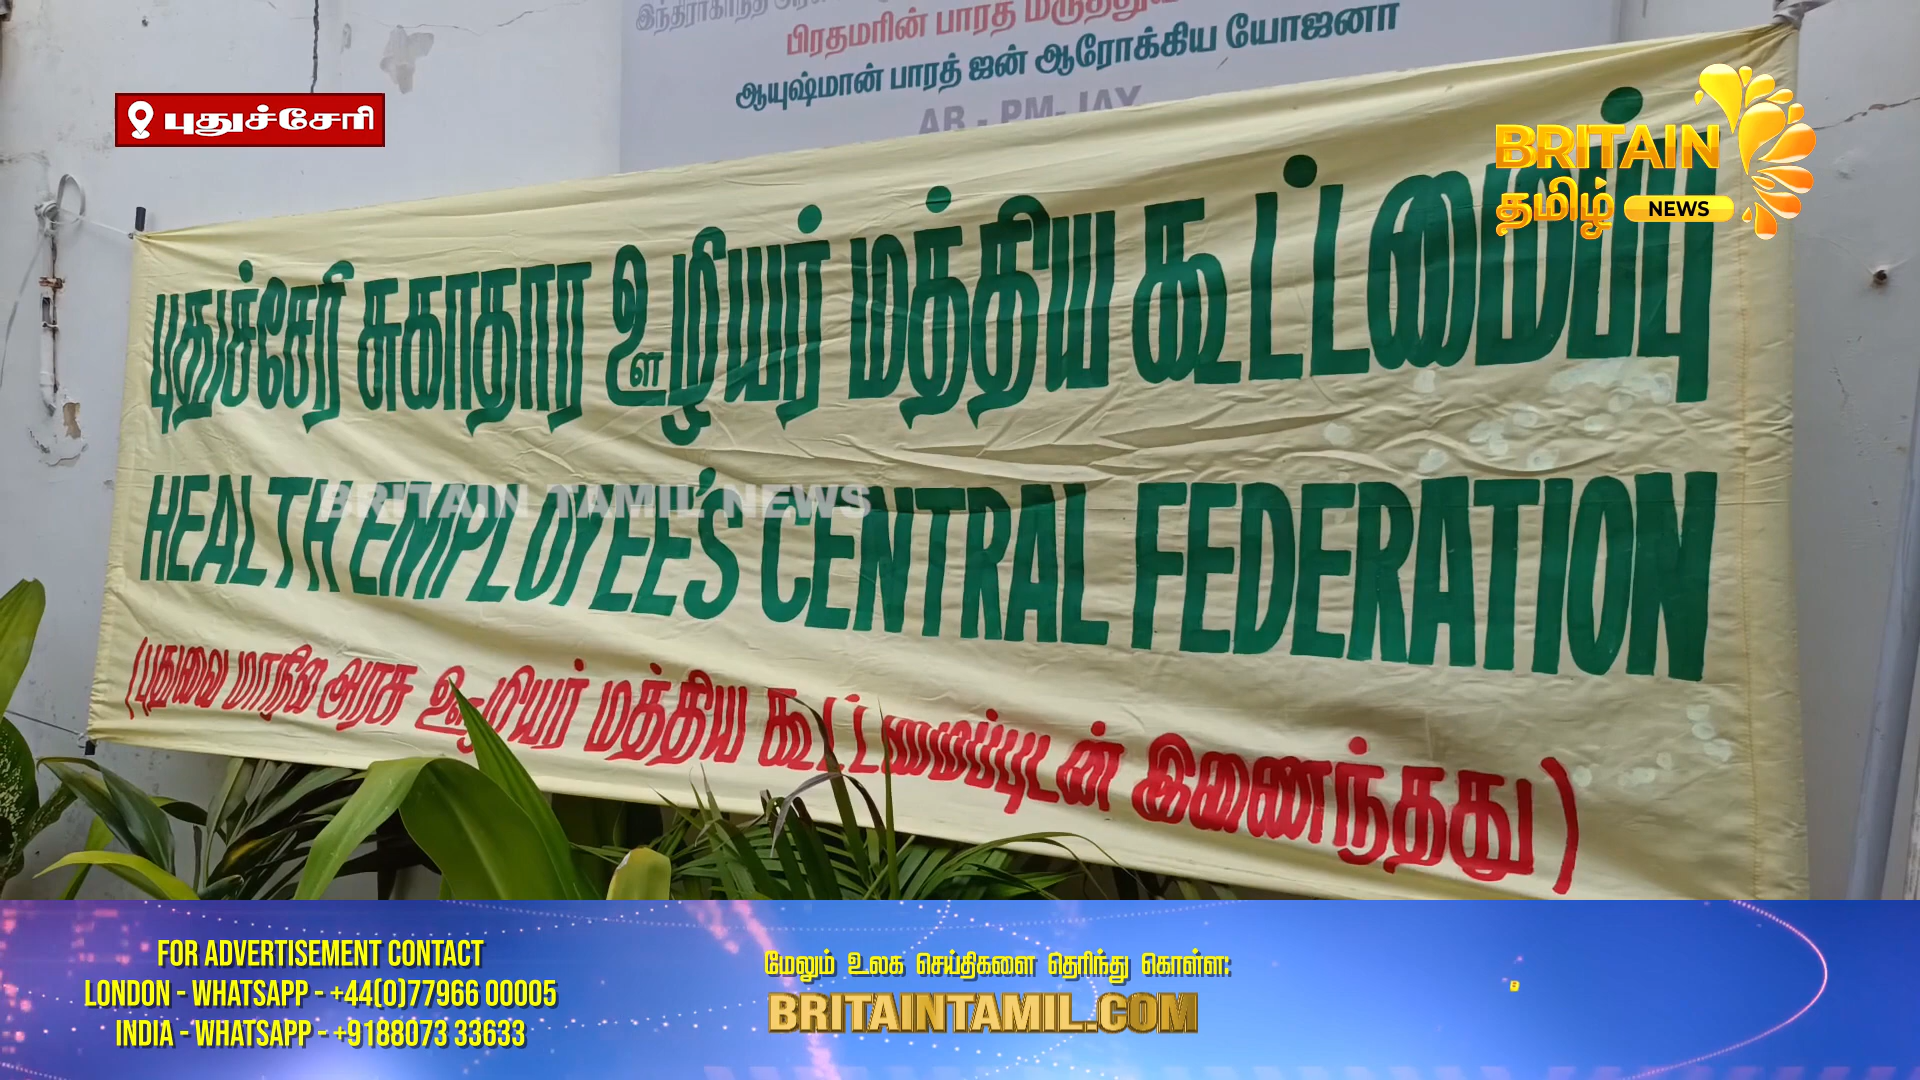 பிரதமரின் பாரத
ஆயுஷ்மான் பாரத் ஜன் ஆரோக்கிய யோஜனா
AB - PM-JAY
புதுச்சேரி
BRITAIN
தமிழ் NEWS
புதுச்சேரி சுகாதார ஊழியர் மத்திய கூட்டமைப்பு
HEALTH EMPLOYEE'S CENTRAL FEDERATION
BRITAIN TAMIL NEWS
(புதுவை மாநில அரசு ஊழியர் மத்திய கூட்டமைப்புடன் இணைந்தது)
FOR ADVERTISEMENT CONTACT
LONDON - WHATSAPP - +44(0)77966 00005
INDIA - WHATSAPP - +9188073 33633
மேலும் உலக செய்திகளை தெரிந்து கொள்ள:
BRITAINTAMIL.COM